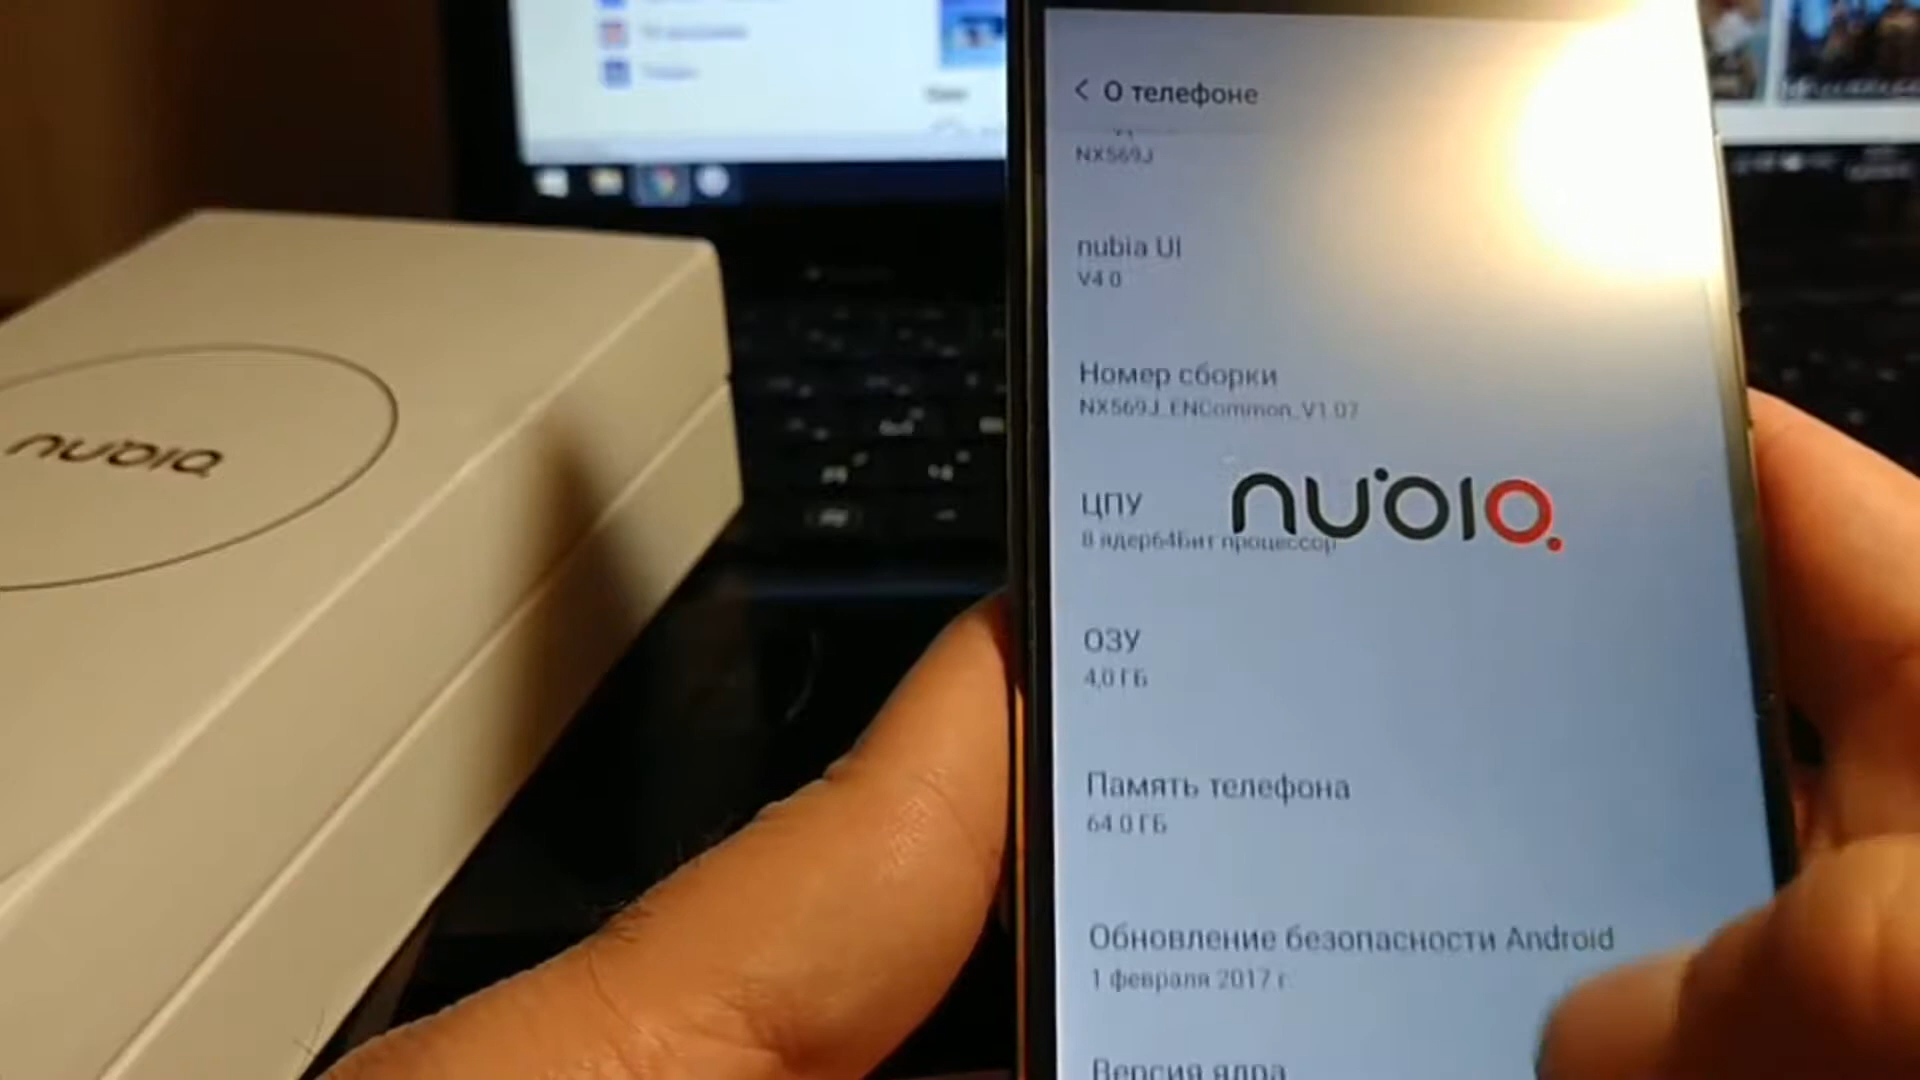 nubia
< О телефоне
NX569J
nubia UI
V4.0
Номер сборки
NX569J_ENCommon_V1.07
nubia
ЦПУ
8 ядер64Бит процессор
ОЗУ
4,0 ГБ
Память телефона
64.0 ГБ
Обновление безопасности Android
1 февраля 2017 г.
Версия ядра